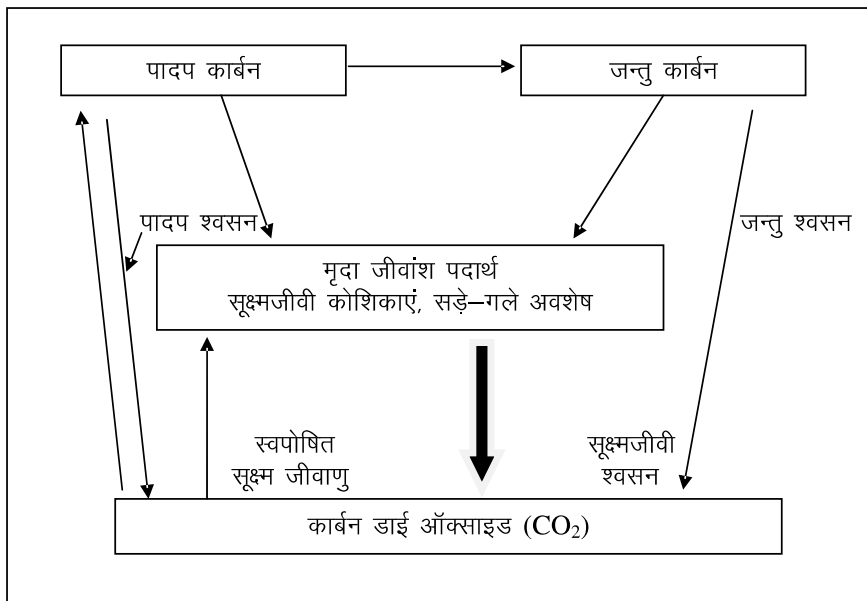 पादप कार्बन
जन्तु कार्बन
पादप श्वसन
जन्तु श्वसन
मृदा जीवांश पदार्थ
सूक्ष्मजीवी कोशिकाएं, सड़े–गले अवशेष
स्वपोषित
सूक्ष्म जीवाणु
सूक्ष्मजीवी
श्वसन
कार्बन डाई ऑक्साइड (CO₂)